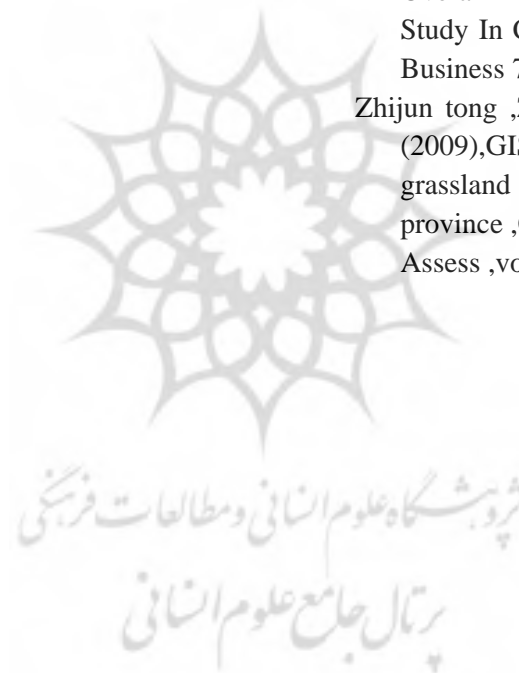 Study In
Business 7
Zhijun tong ,
(2009),GIS
grassland
province ,
Assess ,vo
پژوهشگاه علوم انسانی و مطالعات فرهنگی
پرتال جامع علوم انسانی